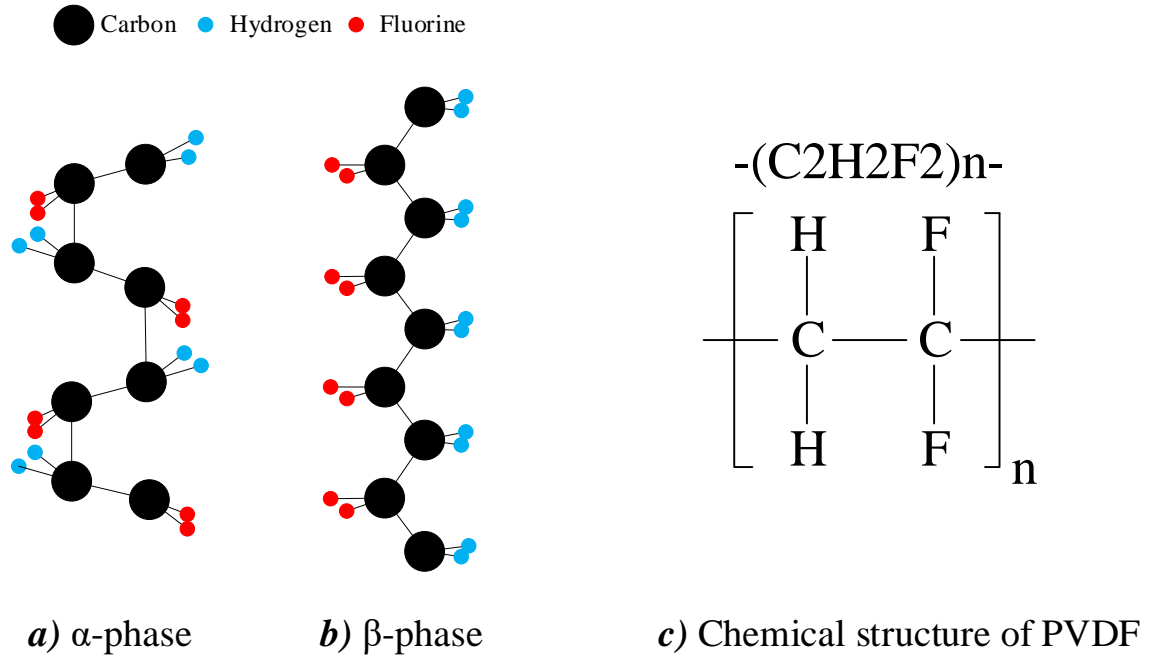 Carbon Hydrogen Fluorine
-(C2H2F2)n-
H F
C C
H F
n
a) α-phase b) β-phase c) Chemical structure of PVDF